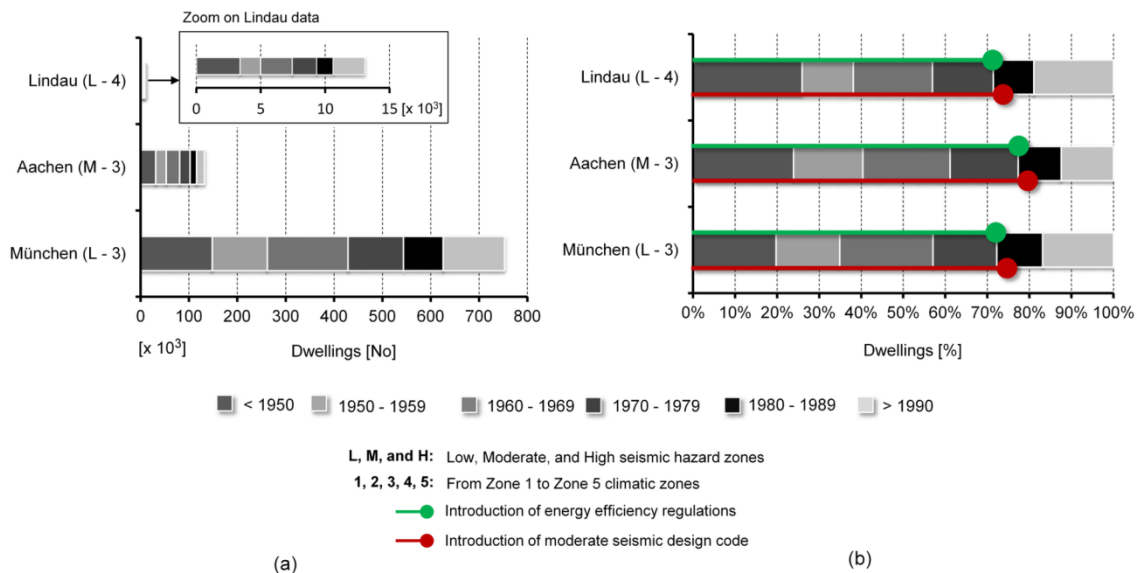 Zoom on Lindau data
0 5 10 15 [x 10³]
Lindau (L - 4)
Aachen (M - 3)
München (L - 3)
0 100 200 300 400 500 600 700 800
[x 10³] Dwellings [No]
(b)
Lindau (L - 4)
Aachen (M - 3)
München (L - 3)
0% 10% 20% 30% 40% 50% 60% 70% 80% 90% 100%
Dwellings [%]
< 1950 1950 - 1959 1960 - 1969 1970 - 1979 1980 - 1989 > 1990
L, M, and H: Low, Moderate, and High seismic hazard zones
1, 2, 3, 4, 5: From Zone 1 to Zone 5 climatic zones
Introduction of energy efficiency regulations
Introduction of moderate seismic design code
(a) (b)